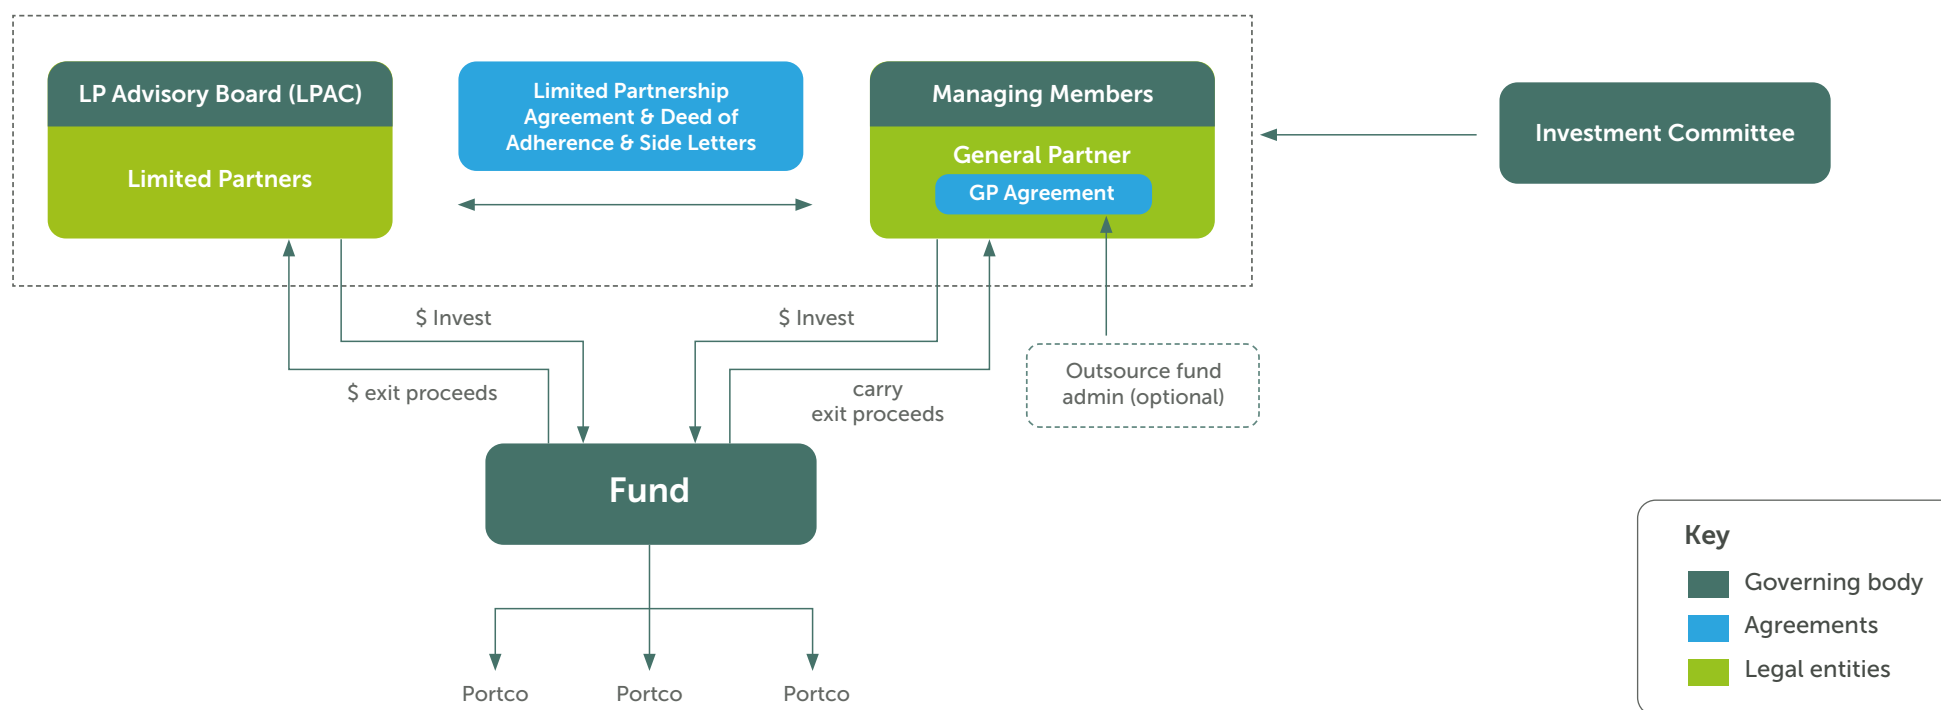 LP Advisory Board (LPAC)
Limited Partners
Limited Partnership
Agreement & Deed of
Adherence & Side Letters
Managing Members
General Partner
GP Agreement
Investment Committee
$ Invest
$ Invest
$ exit proceeds
carry
exit proceeds
Outsource fund
admin (optional)
Fund
Portco
Portco
Portco
Key
Governing body
Agreements
Legal entities